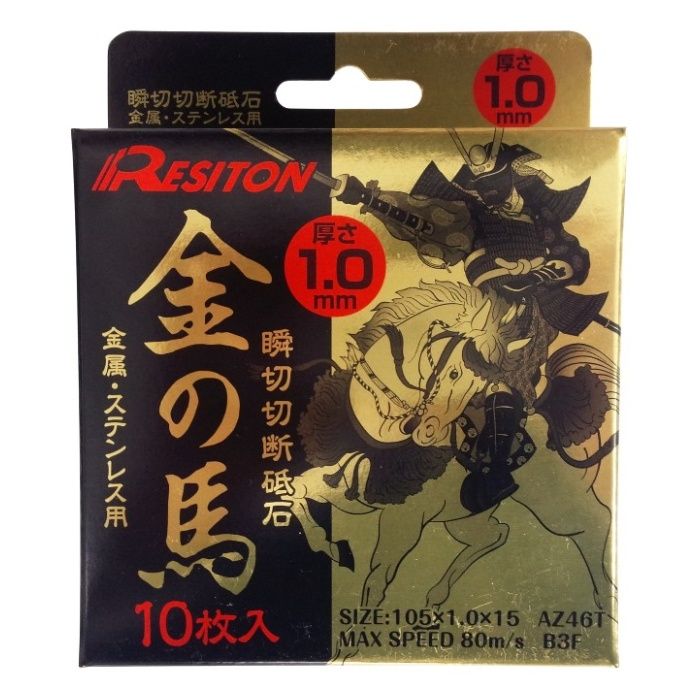 瞬切切断砥石
金属・ステンレス用
厚さ
1.0
mm
RESITON
厚さ
1.0
mm
金の馬
瞬切切断砥石
金属・ステンレス用
10枚入
SIZE:105×1.0×15 AZ46T
MAX SPEED 80m/s B3F